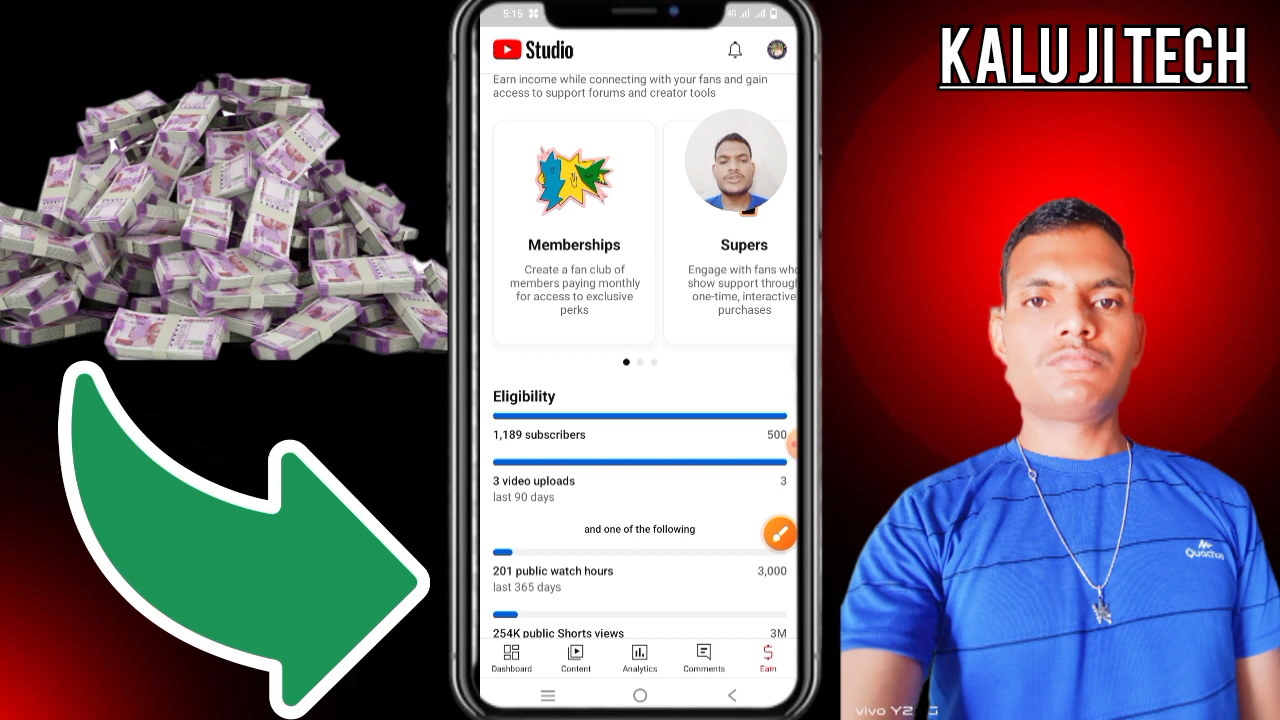 KALU JI TECH
5:15
4G
Studio
Earn income while connecting with your fans and gain
access to support forums and creator tools
Memberships
Create a fan club of
members paying monthly
for access to exclusive
perks
Supers
Engage with fans who
show support through
one-time, interactive
purchases
Eligibility
1,189 subscribers 500
3 video uploads 3
last 90 days
and one of the following
201 public watch hours 3,000
last 365 days
254K public Shorts views 3M
Dashboard Content Analytics Comments Earn
Quechua
vivo